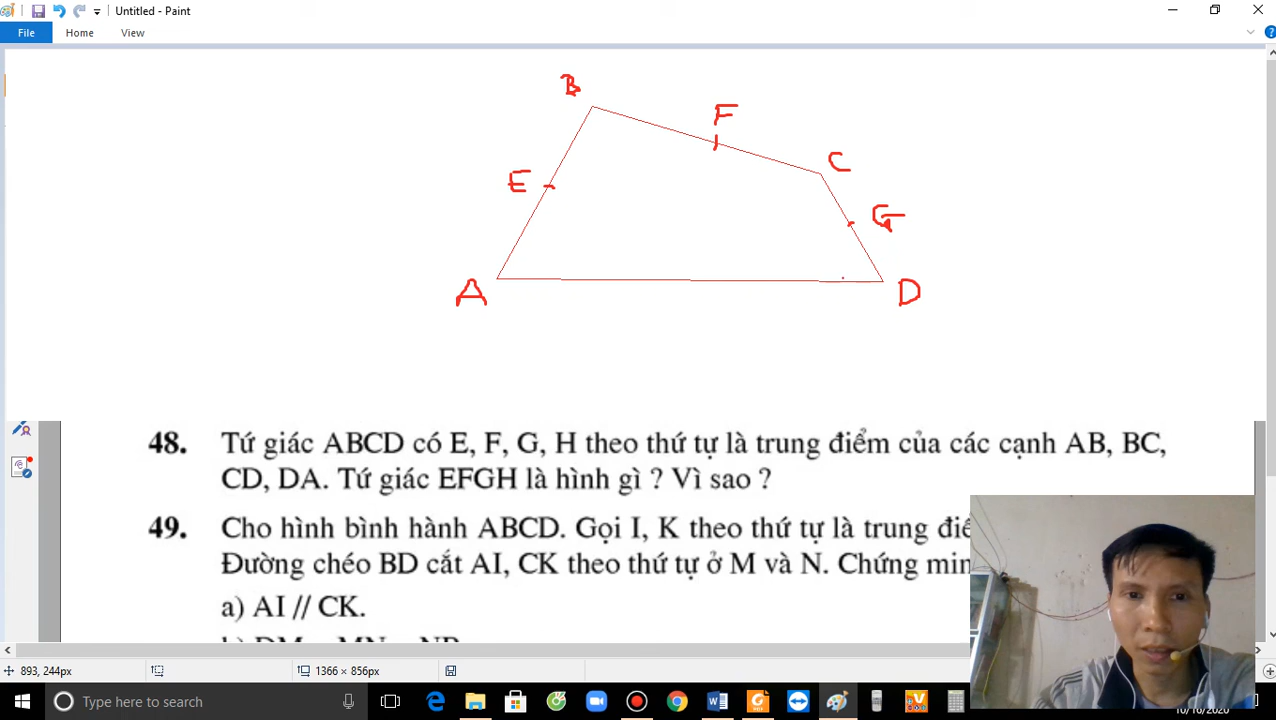 Untitled - Paint
File Home View
B
F
C
E
G
A
D
48. Tứ giác ABCD có E, F, G, H theo thứ tự là trung điểm của các cạnh AB, BC,
CD, DA. Tứ giác EFGH là hình gì ? Vì sao ?
49. Cho hình bình hành ABCD. Gọi I, K theo thứ tự là trung
Đường chéo BD cắt AI, CK theo thứ tự ở M và N. Chứng
a) AI // CK.
893, 244px
1366 × 856px
Type here to search
10/16/2020